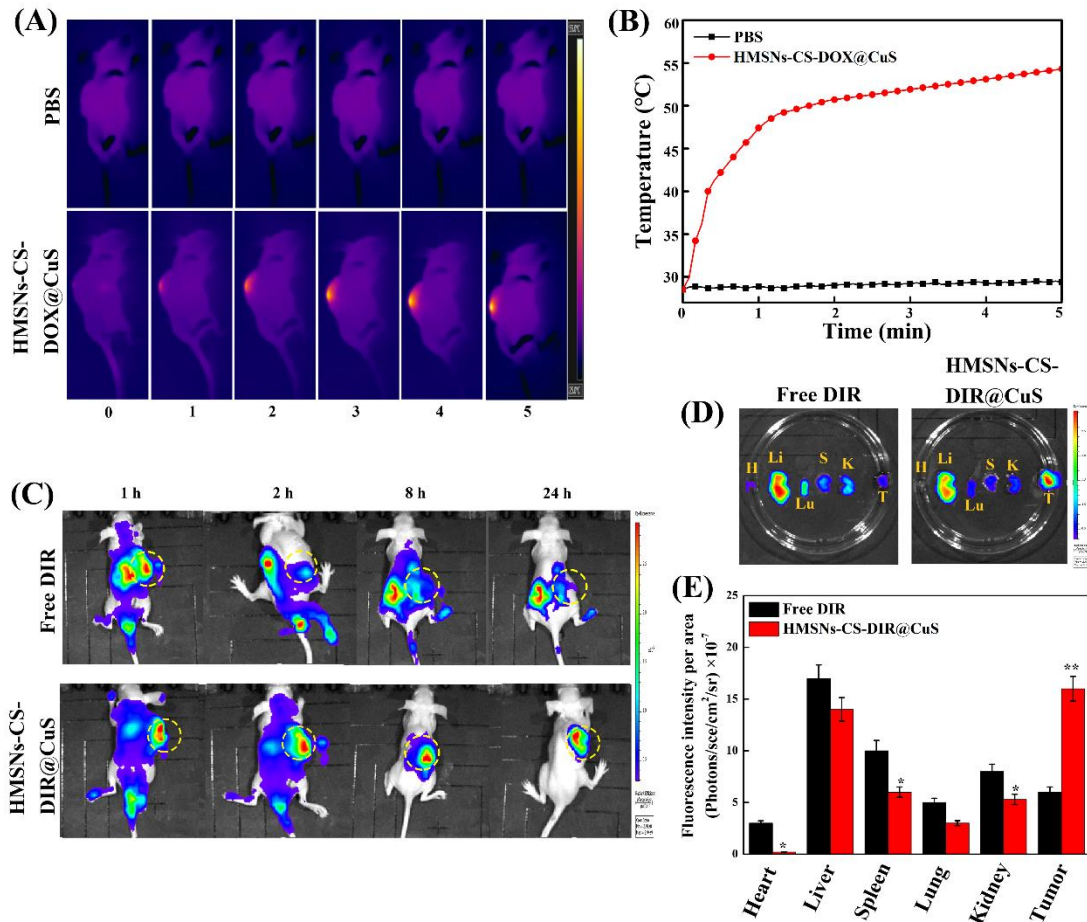 (A)
PBS
HMSNs-CS-
DOX@CuS
0 1 2 3 4 5
(B)
PBS
HMSNs-CS-DOX@CuS
Temperature (°C)
60
55
50
45
40
35
30
0 1 2 3 4 5
Time (min)
(C)
1 h 2 h 8 h 24 h
Free DIR
HMSNs-CS-
DIR@CuS
(D)
Free DIR
HMSNs-CS-
DIR@CuS
H Li Lu S K T
H Li Lu S K T
(E)
Free DIR
HMSNs-CS-DIR@CuS
Fluorescence intensity per area
(Photons/sce/cm²/sr) ×10⁻⁷
25
20
15
10
5
0
* * * **
Heart Liver Spleen Lung Kidney Tumor